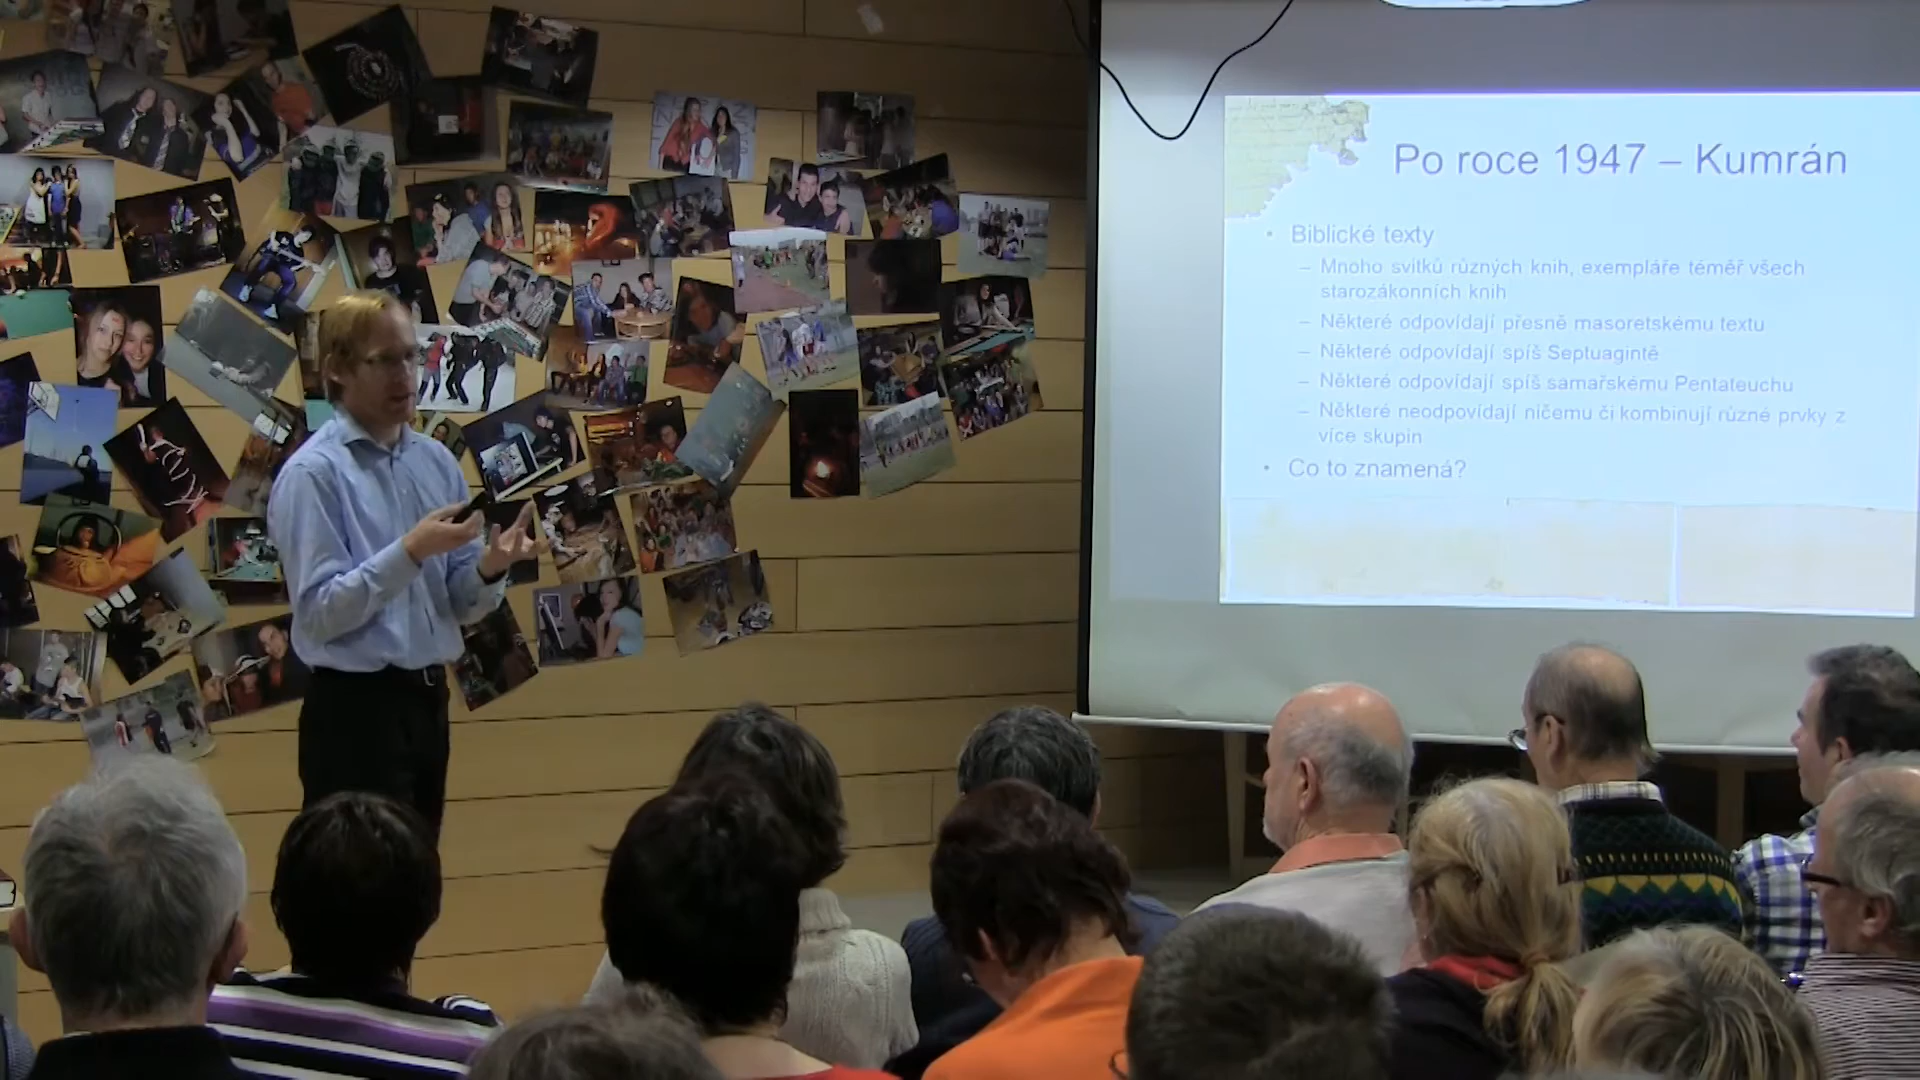 Po roce 1947 – Kumrán
• Biblické texty
– Mnoho svitků různých knih, exempláře téměř všech
starozákonních knih
– Některé odpovídají přesně masoretskému textu
– Některé odpovídají spíš Septuagintě
– Některé odpovídají spíš samařskému Pentateuchu
– Některé neodpovídají ničemu či kombinují různé prvky z
více skupin
• Co to znamená?